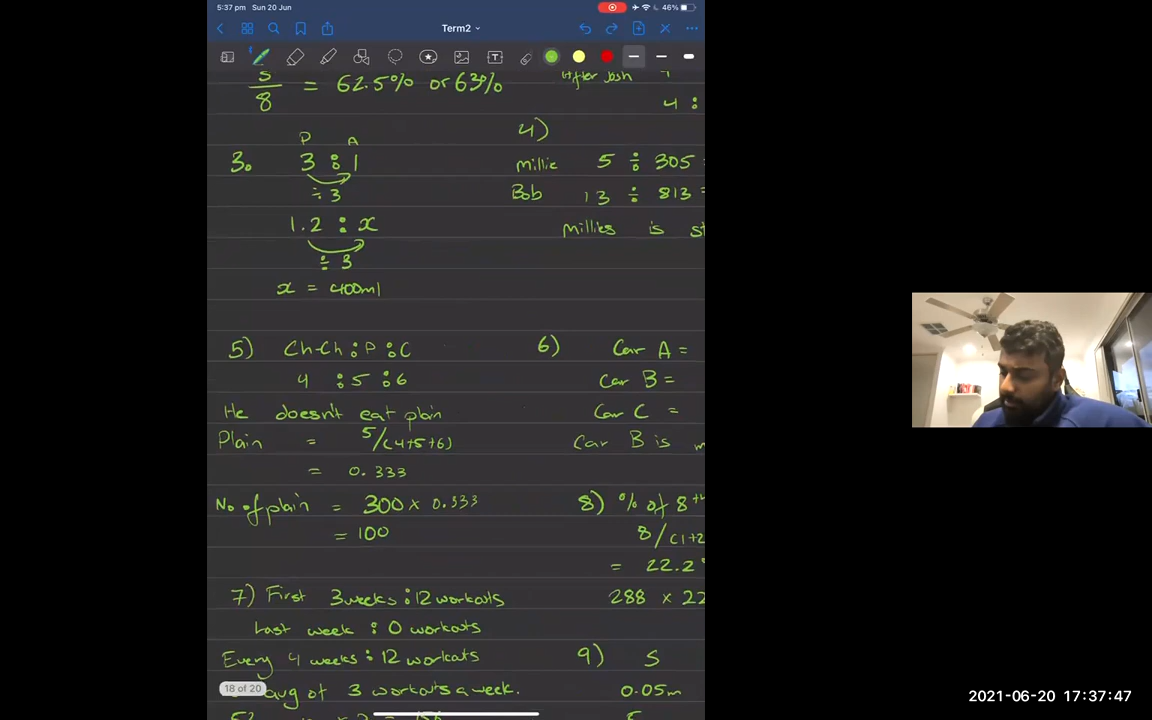 5:37 pm Sun 20 Jun
46%
Term2
5/8 = 62.5% or 63%
After Josh
4 :
3. P A
3 : 1
÷ 3
1.2 : x
÷ 3
x = 400ml
4)
Millie 5 ÷ 305 =
Bob 13 ÷ 813 =
Millies is st
5) Ch-Ch : P : C
4 : 5 : 6
He doesn't eat plain
Plain = 5/(4+5+6)
= 0.333
No of plain = 300 x 0.333
= 100
6) Car A =
Car B =
Car C =
Car B is m
7) First 3 weeks : 12 workouts
Last week : 0 workouts
Every 4 weeks : 12 workouts
avg of 3 workouts a week.
8) % of 8th
8/(1+2
= 22.2
288 x 22
9) S
0.05m
18 of 20
2021-06-20 17:37:47